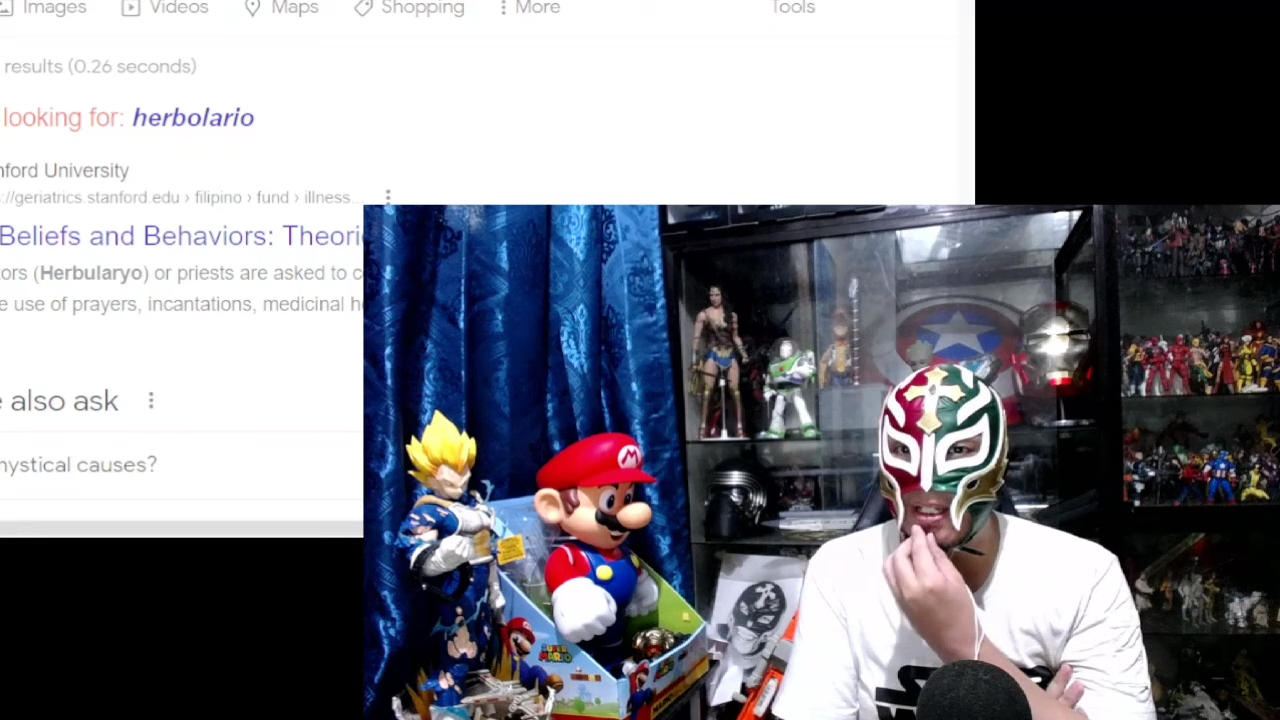 Images Videos Maps Shopping More Tools
results (0.26 seconds)
looking for: herbolario
nford University
://geriatrics.stanford.edu › filipino › fund › illness...
Beliefs and Behaviors: Theori
tors (Herbularyo) or priests are asked to c
e use of prayers, incantations, medicinal h
e also ask
mystical causes?
M
SUPER
MARIO